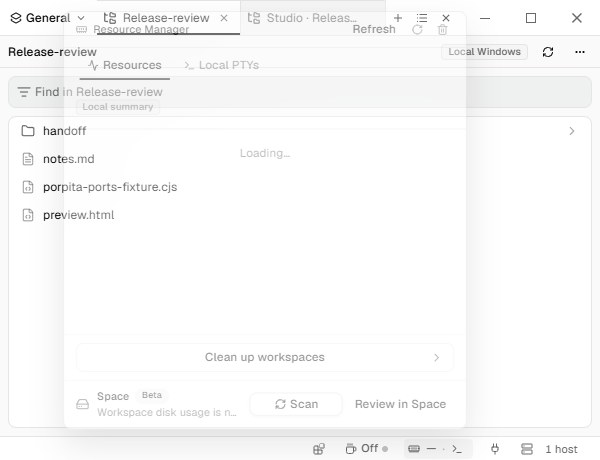 General
Release-review
Studio · Releas...
Resource Manager
Refresh
Release-review
Local Windows
Resources
Local PTYs
Find in Release-review
Local summary
handoff
Loading...
notes.md
porpita-ports-fixture.cjs
preview.html
Clean up workspaces
Space
Beta
Workspace disk usage is n...
Scan
Review in Space
Off
1 host